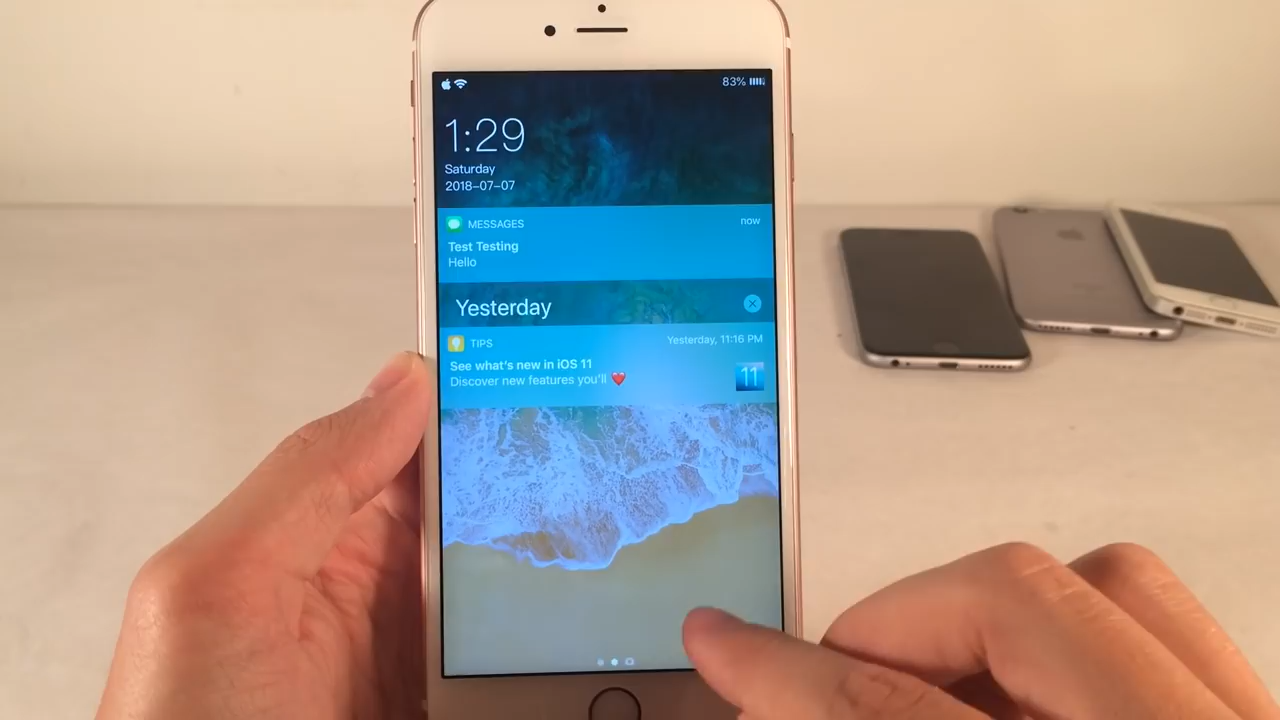 83%
1:29
Saturday
2018-07-07
MESSAGES
now
Test Testing
Hello
Yesterday
TIPS
Yesterday, 11:16 PM
See what's new in iOS 11
Discover new features you'll ❤️
11